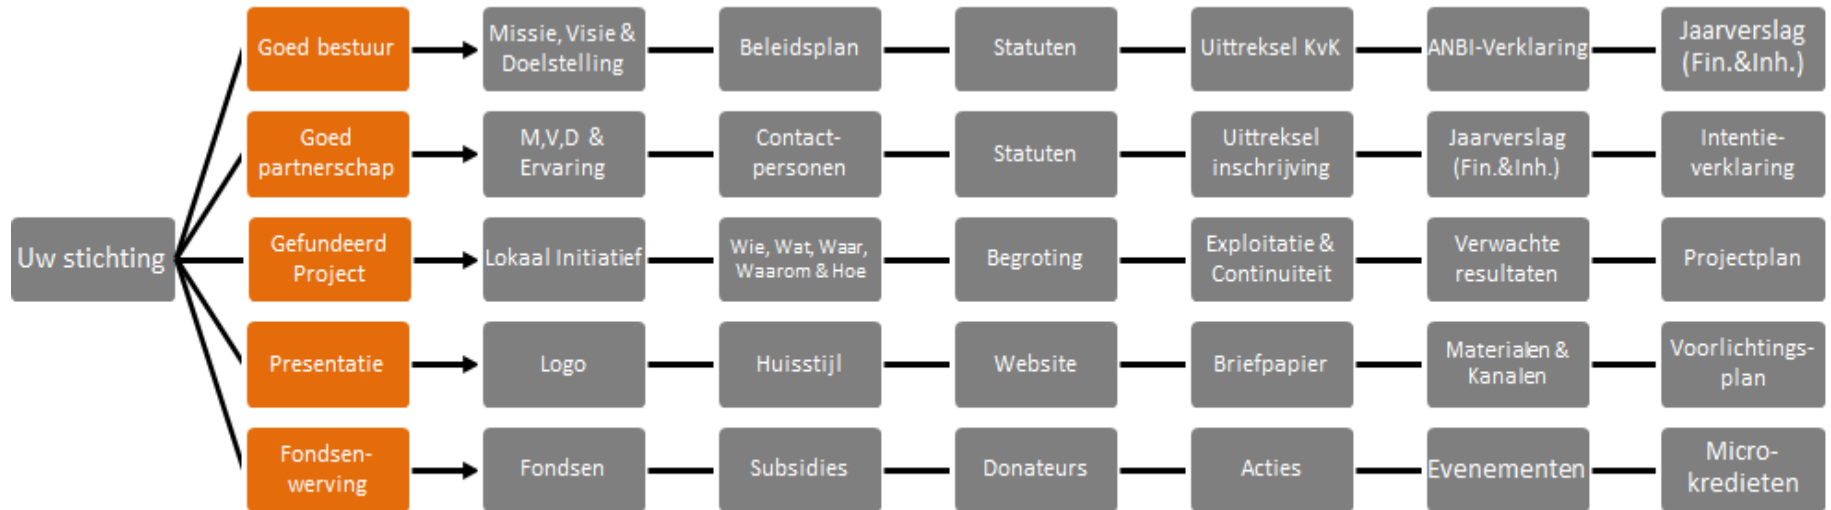 Uw stichting
Goed bestuur
Missie, Visie &
Doelstelling
Beleidsplan
Statuten
Uittreksel KvK
ANBI-Verklaring
Jaarverslag
(Fin.&Inh.)
Goed
partnerschap
M,V,D &
Ervaring
Contact-
personen
Statuten
Uittreksel
inschrijving
Jaarverslag
(Fin.&Inh.)
Intentie-
verklaring
Gefundeerd
Project
Lokaal Initiatief
Wie, Wat, Waar,
Waarom & Hoe
Begroting
Exploitatie &
Continuiteit
Verwachte
resultaten
Projectplan
Presentatie
Logo
Huisstijl
Website
Briefpapier
Materialen &
Kanalen
Voorlichtings-
plan
Fondsen-
werving
Fondsen
Subsidies
Donateurs
Acties
Evenementen
Micro-
kredieten